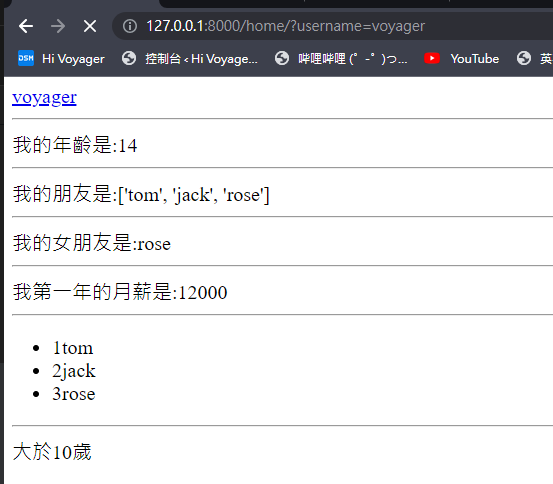 127.0.0.1:8000/home/?username=voyager
DSM Hi Voyager 控制台 ‹ Hi Voyage... 哔哩哔哩 (゜-゜)つ... YouTube 英
voyager
我的年齡是:14
我的朋友是:['tom', 'jack', 'rose']
我的女朋友是:rose
我第一年的月薪是:12000
1tom
2jack
3rose
大於10歲